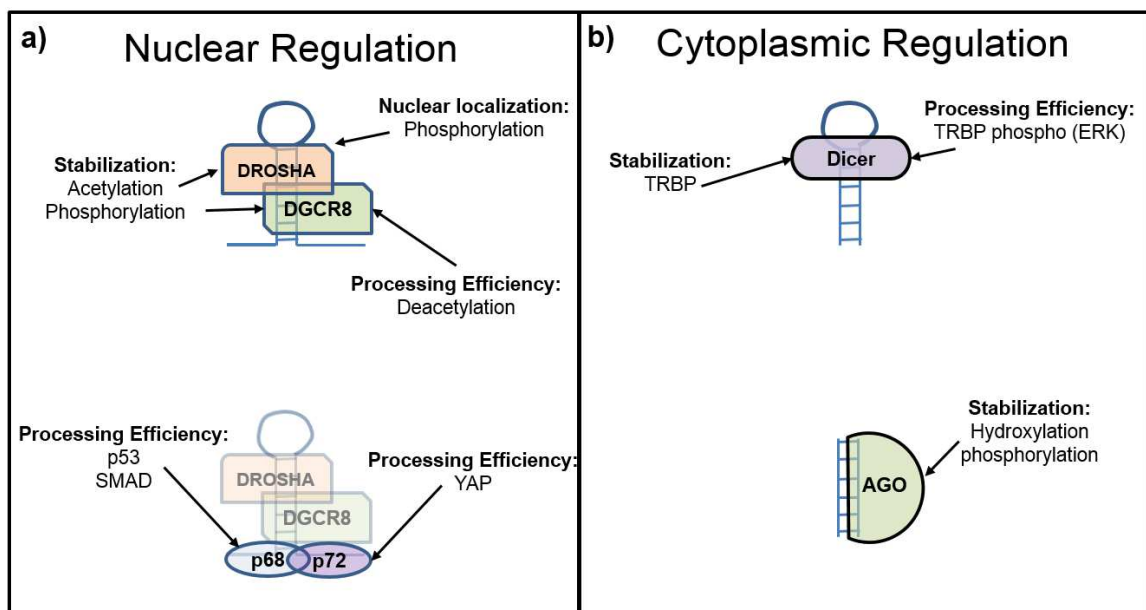 a)
Nuclear Regulation
Nuclear localization:
Phosphorylation
Stabilization:
Acetylation
Phosphorylation
DROSHA
DGCR8
Processing Efficiency:
Deacetylation
Processing Efficiency:
p53
SMAD
DROSHA
DGCR8
Processing Efficiency:
YAP
p68
p72
b)
Cytoplasmic Regulation
Processing Efficiency:
TRBP phospho (ERK)
Stabilization:
TRBP
Dicer
Stabilization:
Hydroxylation
phosphorylation
AGO